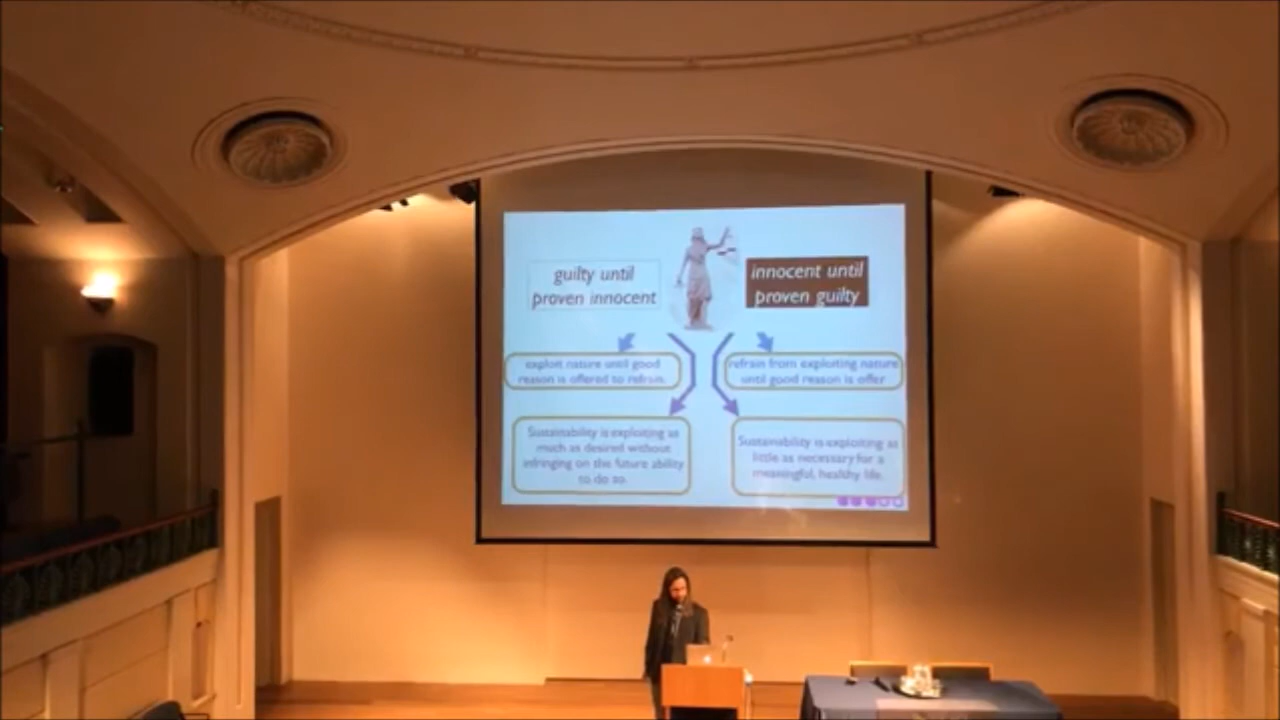 guilty until
proven innocent
innocent until
proven guilty
exploit nature until good
reason is offered to refrain.
refrain from exploiting nature
until good reason is offer
Sustainability is exploiting as
much as desired without
infringing on the future ability
to do so.
Sustainability is exploiting as
little as necessary for a
meaningful, healthy life.